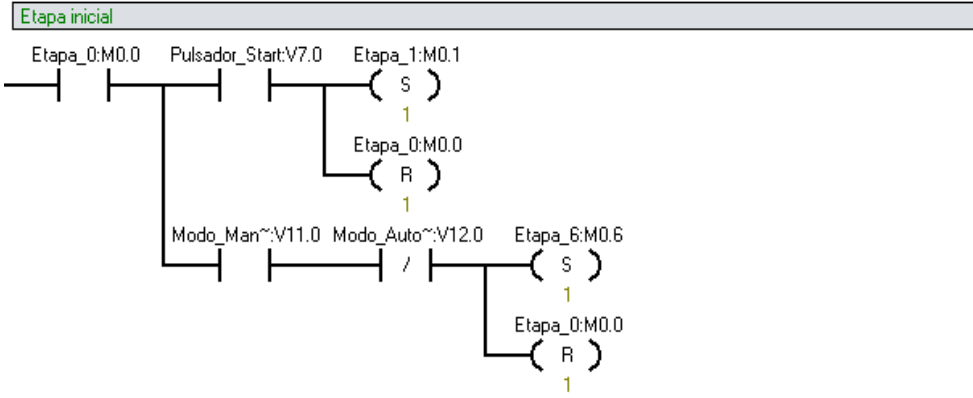 Etapa inicial
Etapa_0:M0.0 Pulsador_Start:V7.0 Etapa_1:M0.1
S
1
Etapa_0:M0.0
R
1
Modo_Man~:V11.0 Modo_Auto~:V12.0 Etapa_6:M0.6
/ S
1
Etapa_0:M0.0
R
1